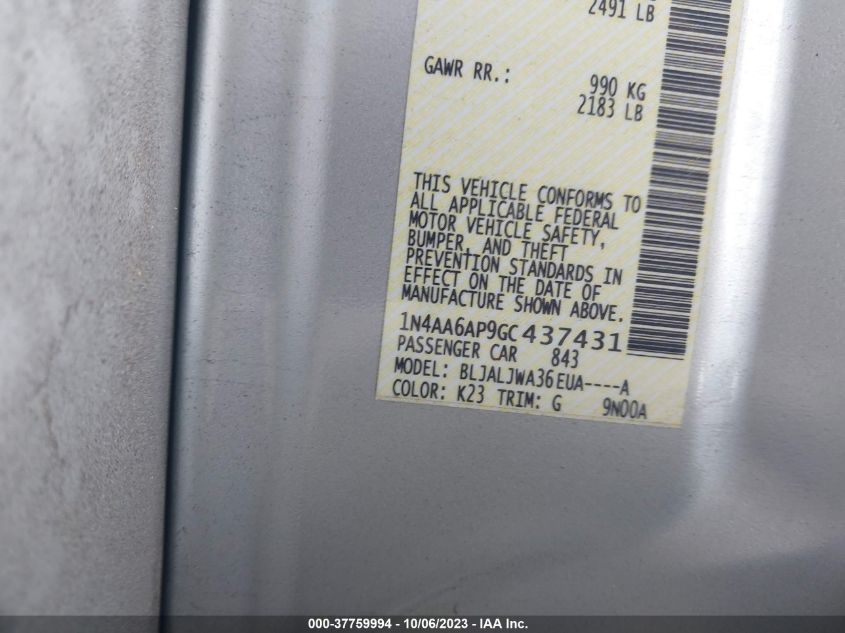 2491 LB
GAWR RR.: 990 KG
2183 LB
THIS VEHICLE CONFORMS TO
ALL APPLICABLE FEDERAL
MOTOR VEHICLE SAFETY,
BUMPER, AND THEFT
PREVENTION STANDARDS IN
EFFECT ON THE DATE OF
MANUFACTURE SHOWN ABOVE.
1N4AA6AP9GC437431
PASSENGER CAR 843
MODEL: BLJALJWA36EUA----A
COLOR: K23 TRIM: G 9N00A
000-37759994 - 10/06/2023 - IAAI Inc.